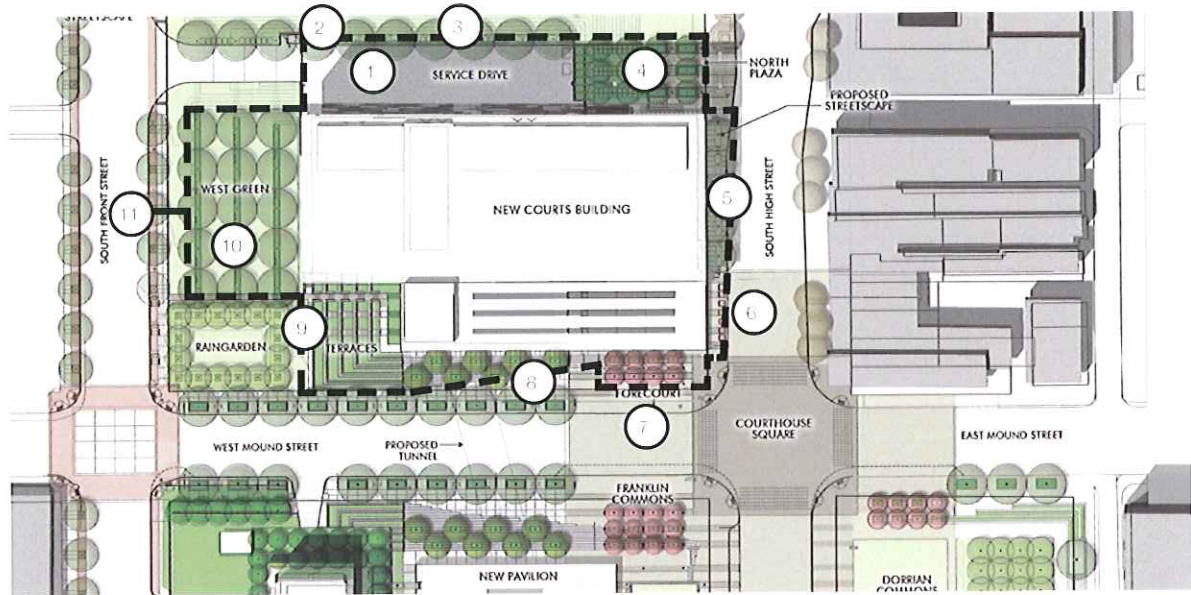 STREETSCAPE
2
3
1
SERVICE DRIVE
4
NORTH
PLAZA
PROPOSED
STREETSCAPE
SOUTH FRONT STREET
WEST GREEN
11
10
NEW COURTS BUILDING
5
SOUTH HIGH STREET
6
9
RAINGARDEN
TERRACES
8
FORECOURT
7
WEST MOUND STREET
PROPOSED
TUNNEL
COURTHOUSE
SQUARE
EAST MOUND STREET
FRANKLIN
COMMONS
NEW PAVILION
DORRIAN
COMMONS